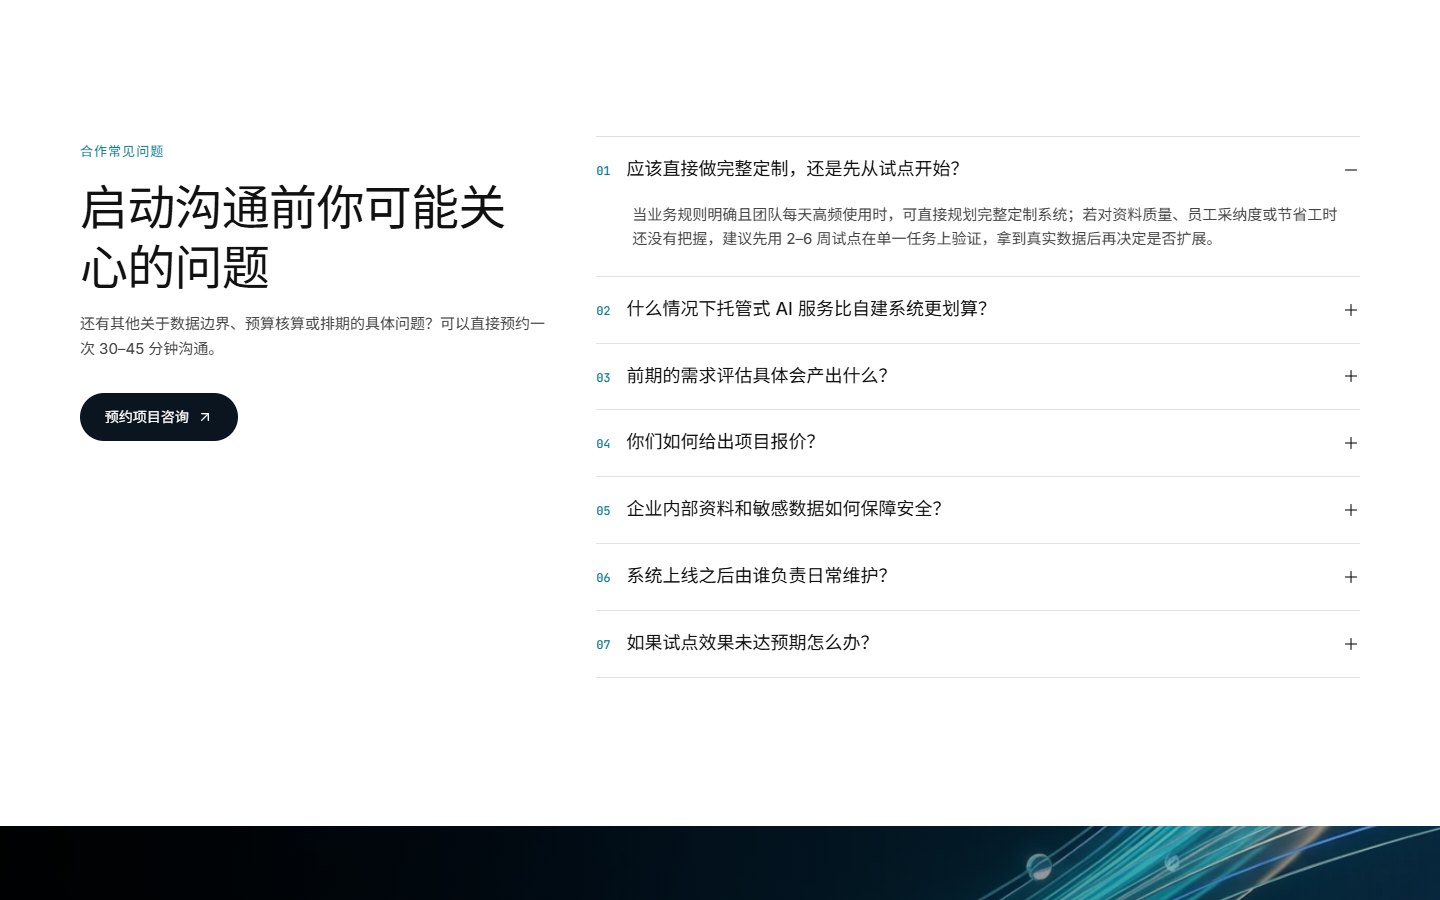 合作常见问题
启动沟通前你可能关
心的问题
还有其他关于数据边界、预算核算或排期的具体问题？可以直接预约一
次 30–45 分钟沟通。
预约项目咨询
01 应该直接做完整定制，还是先从试点开始？
当业务规则明确且团队每天高频使用时，可直接规划完整定制系统；若对资料质量、员工采纳度或节省工时
还没有把握，建议先用 2–6 周试点在单一任务上验证，拿到真实数据后再决定是否扩展。
02 什么情况下托管式 AI 服务比自建系统更划算？
03 前期的需求评估具体会产出什么？
04 你们如何给出项目报价？
05 企业内部资料和敏感数据如何保障安全？
06 系统上线之后由谁负责日常维护？
07 如果试点效果未达预期怎么办？